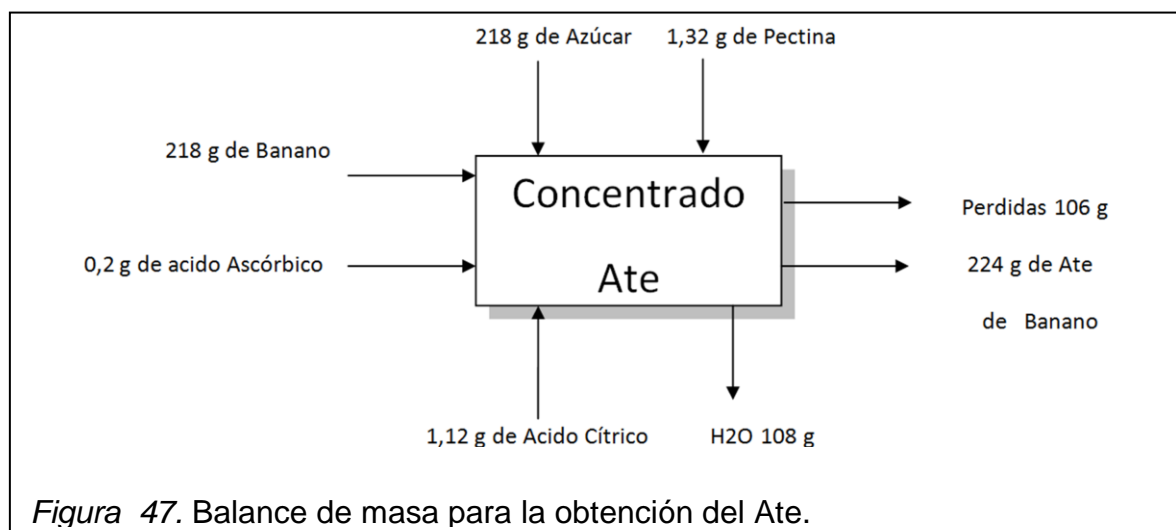 218 g de Azúcar
1,32 g de Pectina
218 g de Banano
Concentrado
Ate
Perdidas 106 g
0,2 g de acido Ascórbico
224 g de Ate
de Banano
1,12 g de Acido Cítrico
H2O 108 g
Figura 47. Balance de masa para la obtención del Ate.